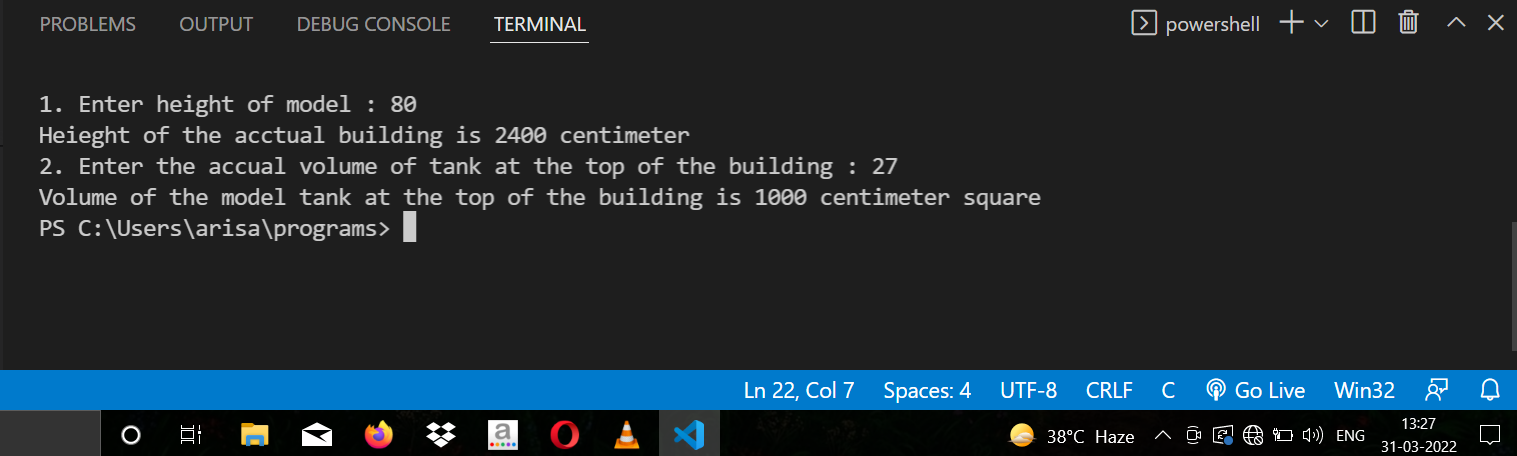 PROBLEMS OUTPUT DEBUG CONSOLE TERMINAL powershell
1. Enter height of model : 80
Heieght of the acctual building is 2400 centimeter
2. Enter the accual volume of tank at the top of the building : 27
Volume of the model tank at the top of the building is 1000 centimeter square
PS C:\Users\arisa\programs>
Ln 22, Col 7 Spaces: 4 UTF-8 CRLF C Go Live Win32
a 38°C Haze ENG 13:27
31-03-2022